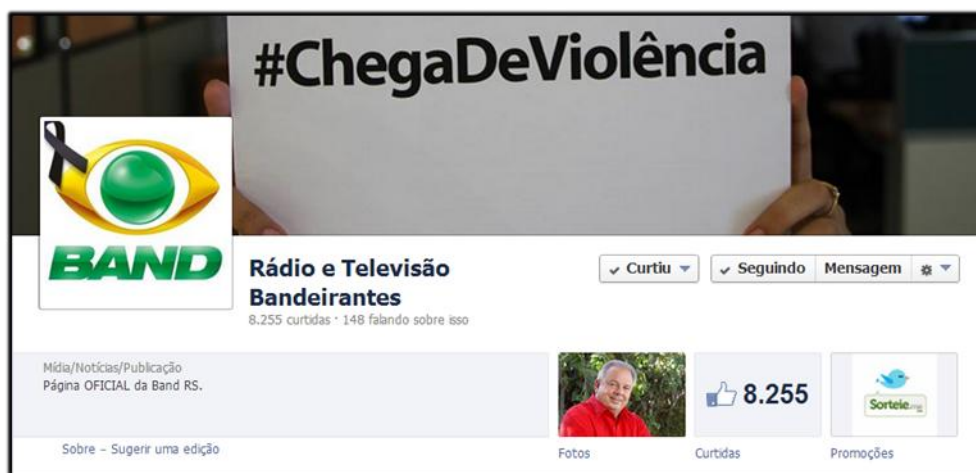 #ChegaDeViolência
BAND
Rádio e Televisão
Bandeirantes
8.255 curtidas · 148 falando sobre isso
Curtiu
Seguindo
Mensagem
Mídia/Notícias/Publicação
Página OFICIAL da Band RS.
8.255
Sorteie.me
Sobre – Sugerir uma edição
Fotos
Curtidas
Promoções